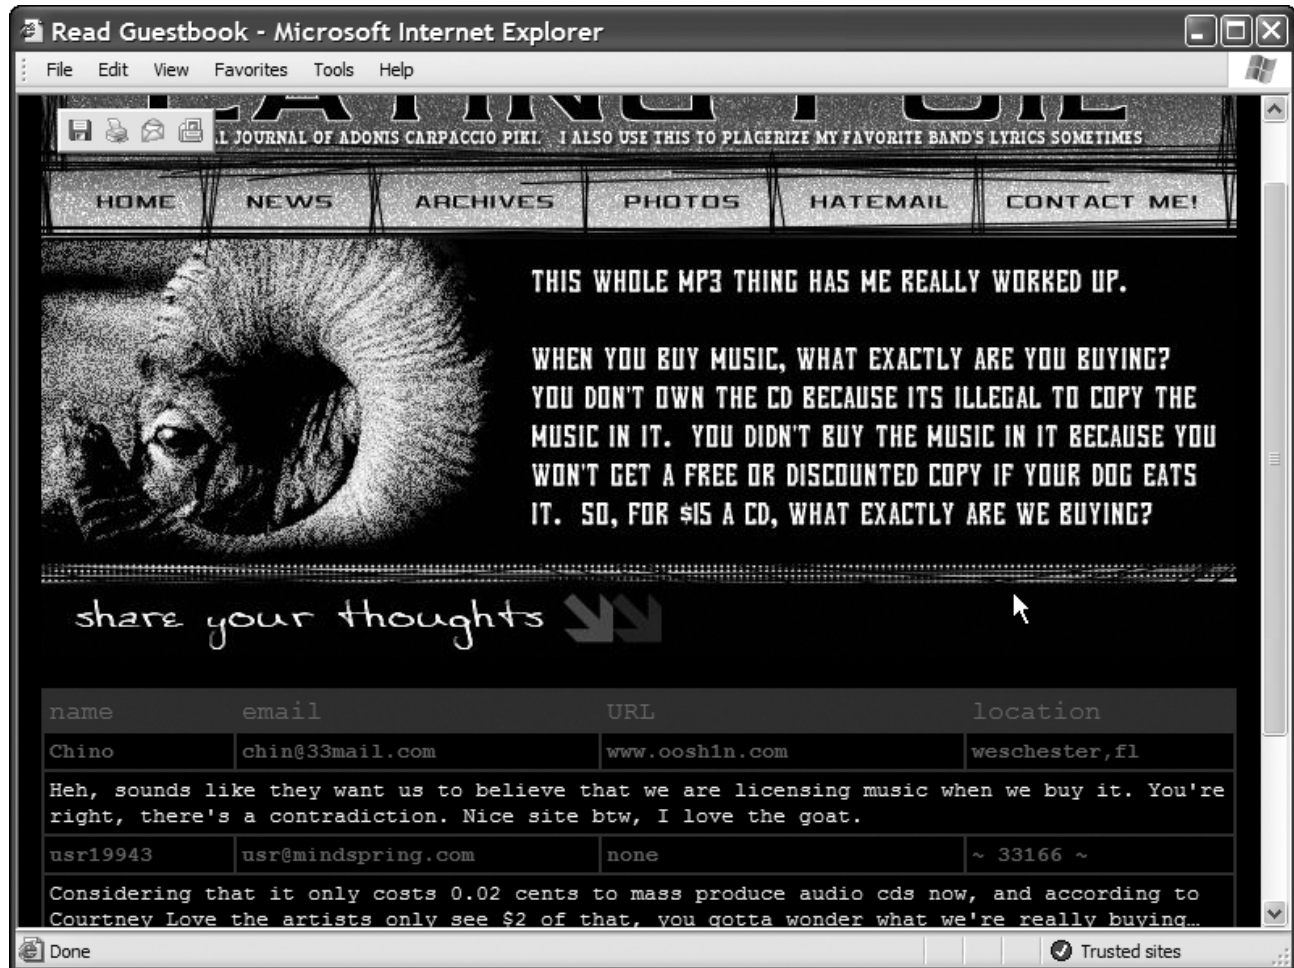 Read Guestbook - Microsoft Internet Explorer
File Edit View Favorites Tools Help
JOURNAL OF ADONIS CARPACCIO PIKI. I ALSO USE THIS TO PLAGERIZE MY FAVORITE BAND'S LYRICS SOMETIMES
HOME NEWS ARCHIVES PHOTOS HATEMAIL CONTACT ME!
THIS WHOLE MP3 THING HAS ME REALLY WORKED UP.
WHEN YOU BUY MUSIC, WHAT EXACTLY ARE YOU BUYING?
YOU DON'T OWN THE CD BECAUSE ITS ILLEGAL TO COPY THE
MUSIC IN IT. YOU DIDN'T BUY THE MUSIC IN IT BECAUSE YOU
WON'T GET A FREE OR DISCOUNTED COPY IF YOUR DOG EATS
IT. SO, FOR $15 A CD, WHAT EXACTLY ARE WE BUYING?
share your thoughts
name email URL location
Chino chin@33mail.com www.oosh1n.com weschester,fl
Heh, sounds like they want us to believe that we are licensing music when we buy it. You're
right, there's a contradiction. Nice site btw, I love the goat.
usr19943 usr@mindspring.com none ~ 33166 ~
Considering that it only costs 0.02 cents to mass produce audio cds now, and according to
Courtney Love the artists only see $2 of that, you gotta wonder what we're really buying…
Done Trusted sites